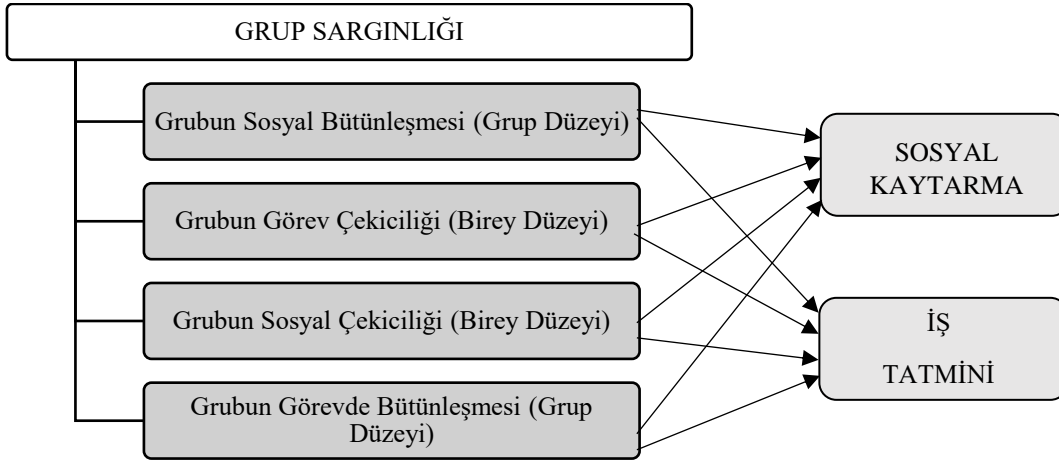 GRUP SARGINLIĞI
Grubun Sosyal Bütünleşmesi (Grup Düzeyi)
Grubun Görev Çekiciliği (Birey Düzeyi)
Grubun Sosyal Çekiciliği (Birey Düzeyi)
Grubun Görevde Bütünleşmesi (Grup
Düzeyi)
SOSYAL
KAYTARMA
İŞ
TATMİNİ